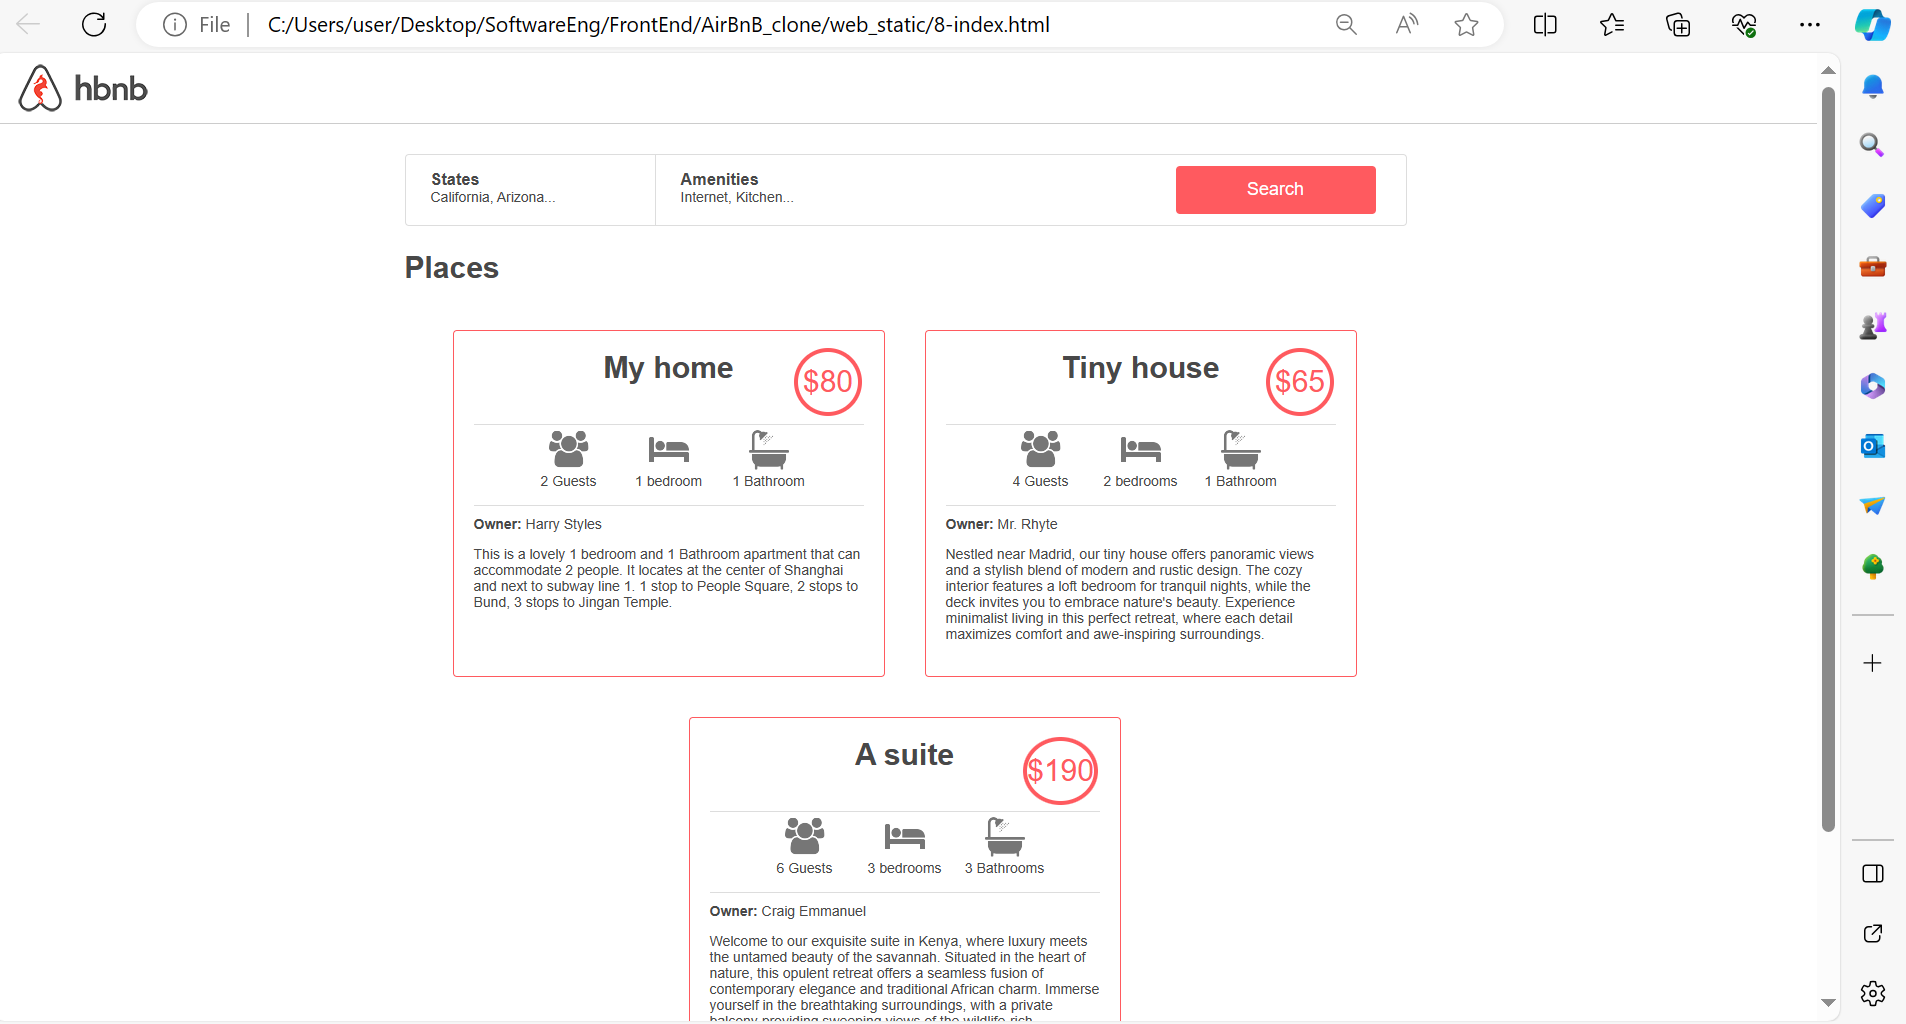 File
C:/Users/user/Desktop/SoftwareEng/FrontEnd/AirBnB_clone/web_static/8-index.html
hbnb
States
California, Arizona...
Amenities
Internet, Kitchen...
Search
Places
My home
$80
2 Guests
1 bedroom
1 Bathroom
Owner: Harry Styles
This is a lovely 1 bedroom and 1 Bathroom apartment that can
accommodate 2 people. It locates at the center of Shanghai
and next to subway line 1. 1 stop to People Square, 2 stops to
Bund, 3 stops to Jingan Temple.
Tiny house
$65
4 Guests
2 bedrooms
1 Bathroom
Owner: Mr. Rhyte
Nestled near Madrid, our tiny house offers panoramic views
and a stylish blend of modern and rustic design. The cozy
interior features a loft bedroom for tranquil nights, while the
deck invites you to embrace nature's beauty. Experience
minimalist living in this perfect retreat, where each detail
maximizes comfort and awe-inspiring surroundings.
A suite
$190
6 Guests
3 bedrooms
3 Bathrooms
Owner: Craig Emmanuel
Welcome to our exquisite suite in Kenya, where luxury meets
the untamed beauty of the savannah. Situated in the heart of
nature, this opulent retreat offers a seamless fusion of
contemporary elegance and traditional African charm. Immerse
yourself in the breathtaking surroundings, with a private
balcony providing sweeping views of the wildlife-rich